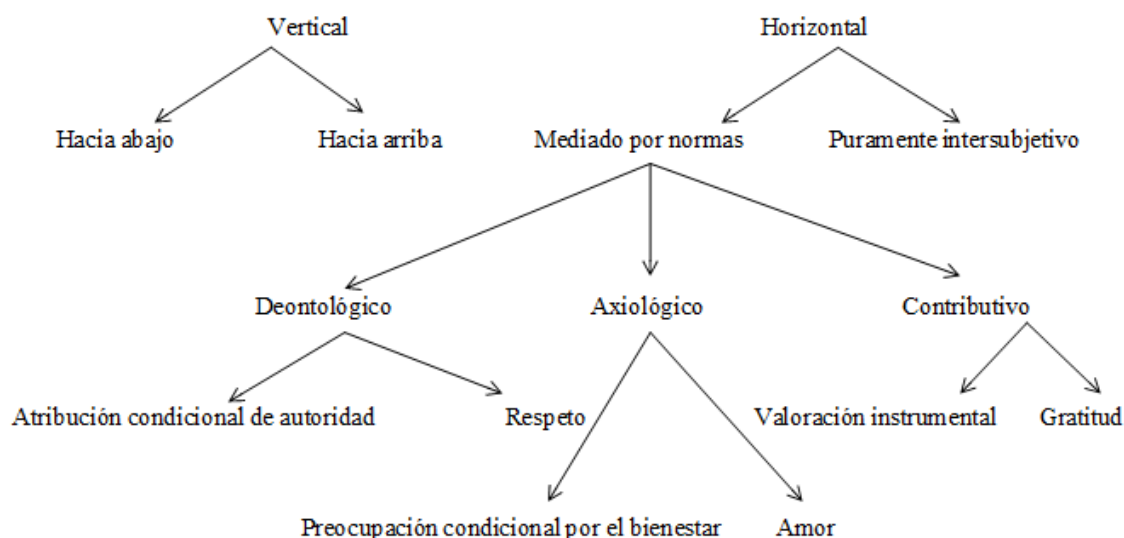 Vertical
Horizontal
Hacia abajo
Hacia arriba
Mediado por normas
Puramente intersubjetivo
Deontológico
Axiológico
Contributivo
Atribución condicional de autoridad
Respeto
Valoración instrumental
Gratitud
Preocupación condicional por el bienestar
Amor